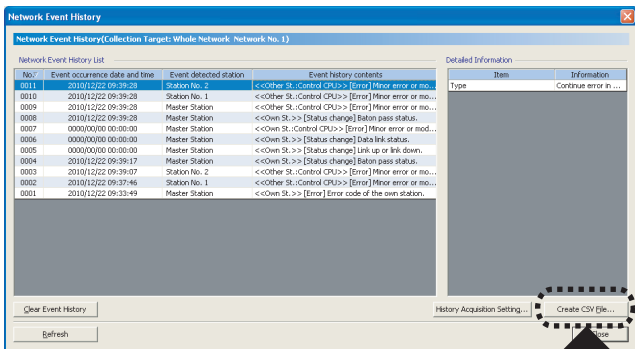 Network Event History
Network Event History(Collection Target: Whole Network Network No. 1)
Network Event History List
Detailed Information
No. Event occurrence date and time Event detected station Event history contents
Item Information
0011 2010/12/22 09:39:28 Station No. 2 <<Other St.:Control CPU>> [Error] Minor error or mo...
Type Continue error in ...
0010 2010/12/22 09:39:28 Station No. 1 <<Other St.:Control CPU>> [Error] Minor error or mo...
0009 2010/12/22 09:39:28 Master Station <<Other St.:Control CPU>> [Error] Minor error or mo...
0008 2010/12/22 09:39:28 Master Station <<Own St.>> [Status change] Baton pass status.
0007 0000/00/00 00:00:00 Master Station <<Own St.:Control CPU>> [Error] Minor error or mod...
0006 0000/00/00 00:00:00 Master Station <<Own St.>> [Status change] Data link status.
0005 0000/00/00 00:00:00 Master Station <<Own St.>> [Status change] Link up or link down.
0004 2010/12/22 09:39:17 Master Station <<Own St.>> [Status change] Baton pass status.
0003 2010/12/22 09:39:07 Station No. 2 <<Other St.:Control CPU>> [Error] Minor error or mo...
0002 2010/12/22 09:37:46 Station No. 1 <<Other St.:Control CPU>> [Error] Minor error or mo...
0001 2010/12/22 09:33:49 Master Station <<Own St.>> [Error] Error code of the own station.
Clear Event History
History Acquisition Setting...
Create CSV File...
Refresh